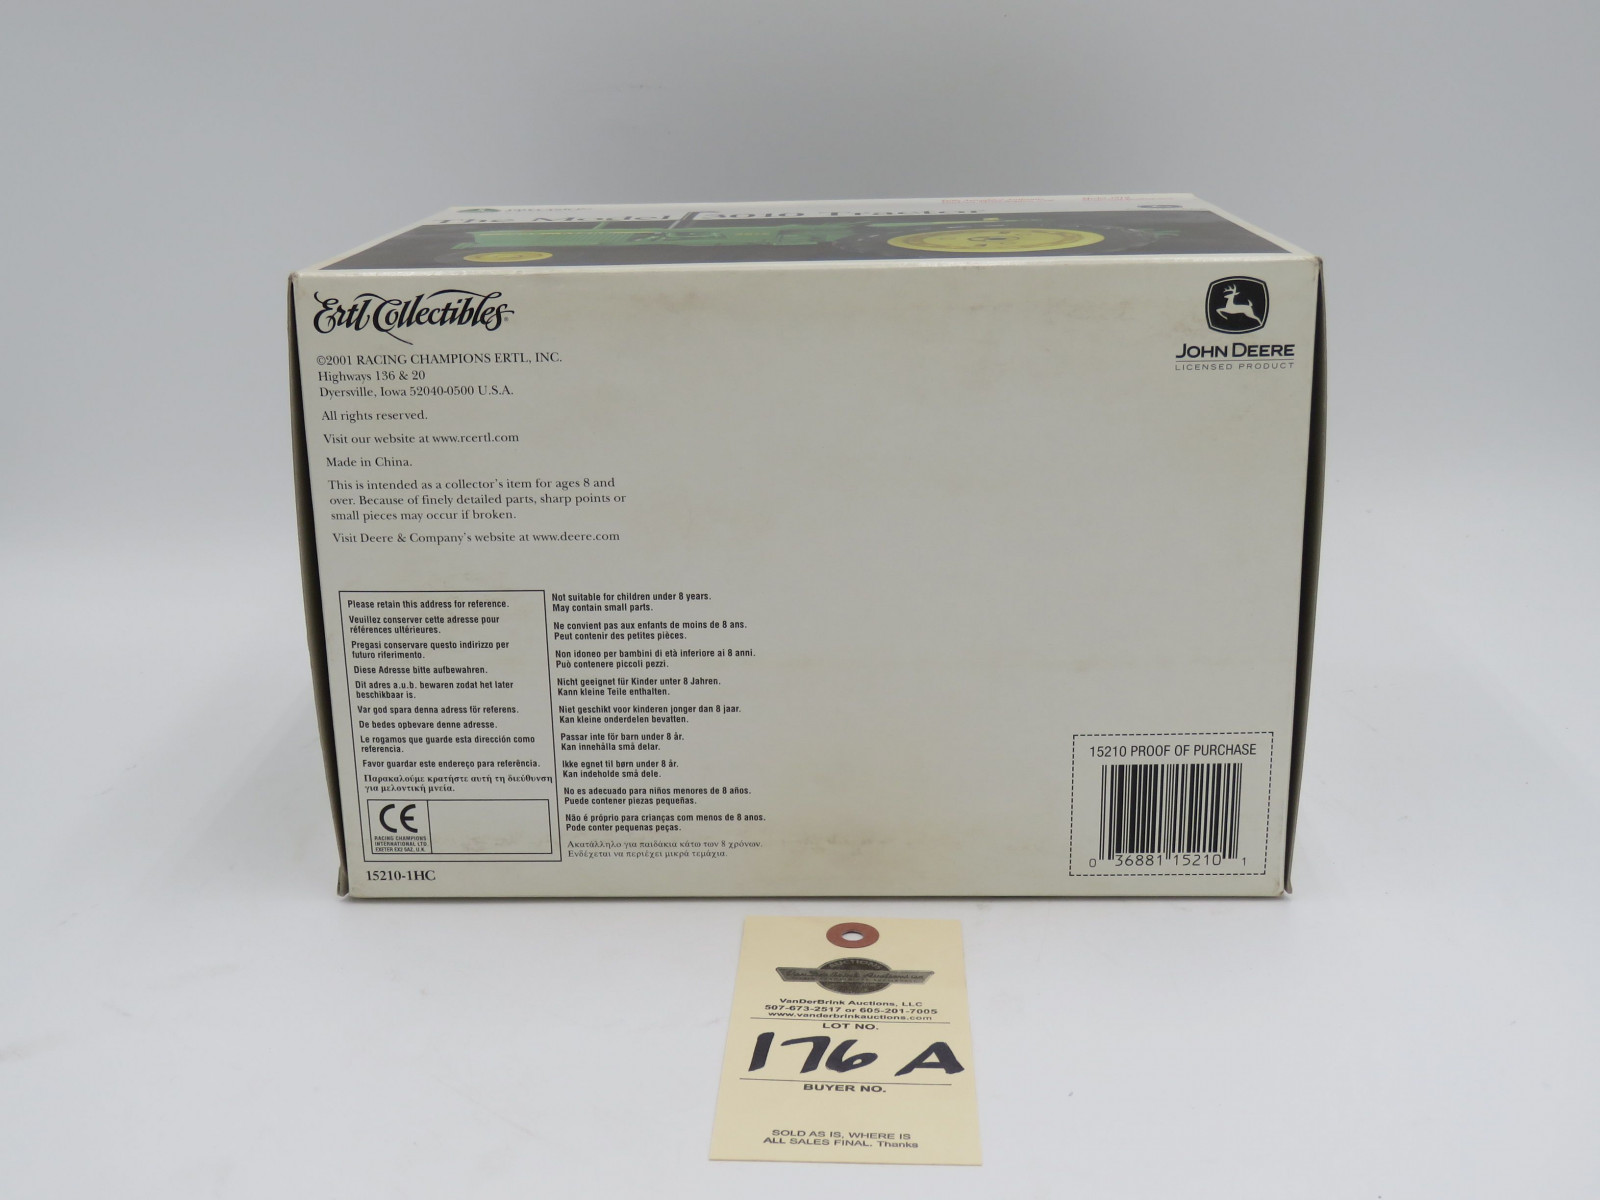 The Model 3010 Tractor
Ertl Collectibles
©2001 RACING CHAMPIONS ERTL, INC.
Highways 136 & 20
Dyersville, Iowa 52040-0500 U.S.A.
All rights reserved.
Visit our website at www.rcertl.com
Made in China.
This is intended as a collector's item for ages 8 and
over. Because of finely detailed parts, sharp points or
small pieces may occur if broken.
Visit Deere & Company's website at www.deere.com
JOHN DEERE
LICENSED PRODUCT
Please retain this address for reference.
Veuillez conserver cette adresse pour
références ultérieures.
Pregasi conservare questo indirizzo per
futuro riferimento.
Diese Adresse bitte aufbewahren.
Dit adres a.u.b. bewaren zodat het later
beschikbaar is.
Var god spara denna adress för referens.
De bedes opbevare denne adresse.
Le rogamos que guarde esta dirección como
referencia.
Favor guardar este endereço para referência.
Παρακαλούμε κρατήστε αυτή τη διεύθυνση
για μελοντική μνεία.
CE
RACING CHAMPIONS
INTERNATIONAL LTD
EXETER EX2 5AZ, U.K.
15210-1HC
Not suitable for children under 8 years.
May contain small parts.
Ne convient pas aux enfants de moins de 8 ans.
Peut contenir des petites pièces.
Non idoneo per bambini di età inferiore ai 8 anni.
Può contenere piccoli pezzi.
Nicht geeignet für Kinder unter 8 Jahren.
Kann kleine Teile enthalten.
Niet geschikt voor kinderen jonger dan 8 jaar.
Kan kleine onderdelen bevatten.
Passar inte för barn under 8 år.
Kan innehålla små delar.
Ikke egnet til børn under 8 år.
Kan indeholde små dele.
No es adecuado para niños menores de 8 años.
Puede contener piezas pequeñas.
Não é próprio para crianças com menos de 8 anos.
Pode conter pequenas peças.
Ακατάλληλο για παιδάκια κάτω των 8 χρόνων.
Ενδέχεται να περιέχει μικρά τεμάχια.
15210 PROOF OF PURCHASE
0 36881 15210 1
AUCTIONS
VanDerBrink Auctions, LLC
507-673-2517 or 605-201-7005
www.vanderbrinkauctions.com
LOT NO.
176 A
BUYER NO.
SOLD AS IS, WHERE IS
ALL SALES FINAL. Thanks